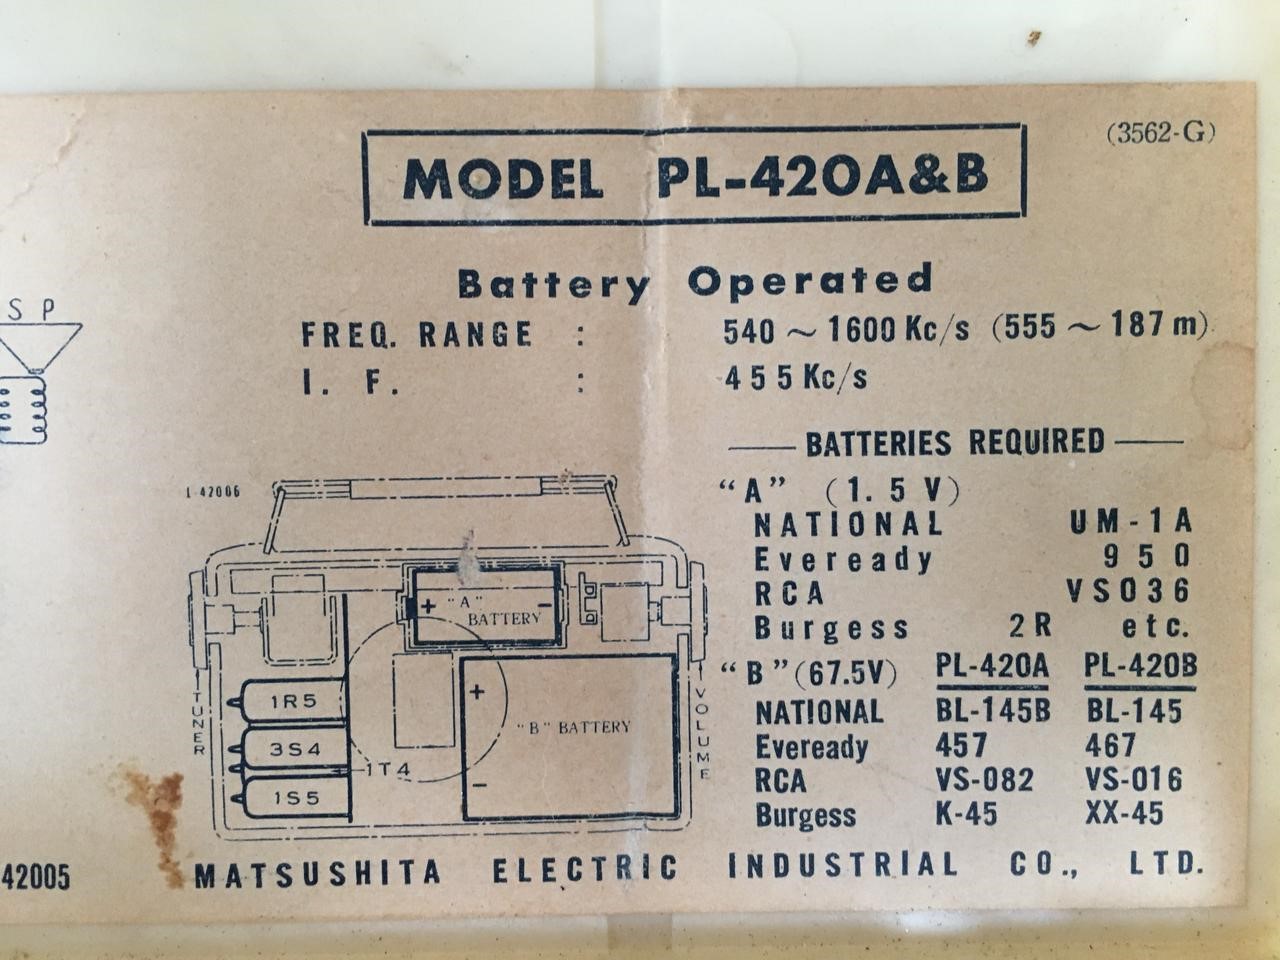 (3562-G)
MODEL PL-420A&B
Battery Operated
S P
FREQ. RANGE : 540 ~ 1600 Kc/s (555 ~ 187 m)
I. F. : 455 Kc/s
BATTERIES REQUIRED
"A" (1.5 V)
NATIONAL UM-1A
Eveready 950
RCA VS036
Burgess 2R etc.
"B" (67.5V) PL-420A PL-420B
NATIONAL BL-145B BL-145
Eveready 457 467
RCA VS-082 VS-016
Burgess K-45 XX-45
1-42006
+ "A" BATTERY -
TUNER
1R5
3S4
1T4
1S5
+
"B" BATTERY
-
VOLUME
42005
MATSUSHITA ELECTRIC INDUSTRIAL CO., LTD.